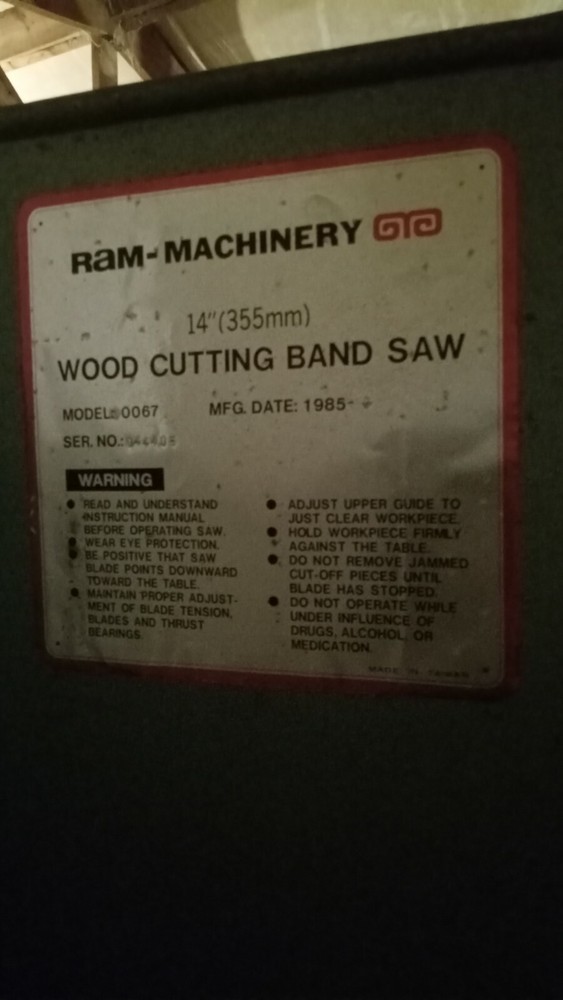 RaM-MACHINERY
14"(355mm)
WOOD CUTTING BAND SAW
MODEL: 0067 MFG. DATE: 1985-
SER. NO.:
WARNING
● READ AND UNDERSTAND
INSTRUCTION MANUAL
BEFORE OPERATING SAW.
● WEAR EYE PROTECTION.
● BE POSITIVE THAT SAW
BLADE POINTS DOWNWARD
TOWARD THE TABLE.
● MAINTAIN PROPER ADJUST-
MENT OF BLADE TENSION,
BLADES AND THRUST
BEARINGS.
● ADJUST UPPER GUIDE TO
JUST CLEAR WORKPIECE.
● HOLD WORKPIECE FIRMLY
AGAINST THE TABLE.
● DO NOT REMOVE JAMMED
CUT-OFF PIECES UNTIL
BLADE HAS STOPPED.
● DO NOT OPERATE WHILE
UNDER INFLUENCE OF
DRUGS, ALCOHOL OR
MEDICATION.
MADE IN TAIWAN